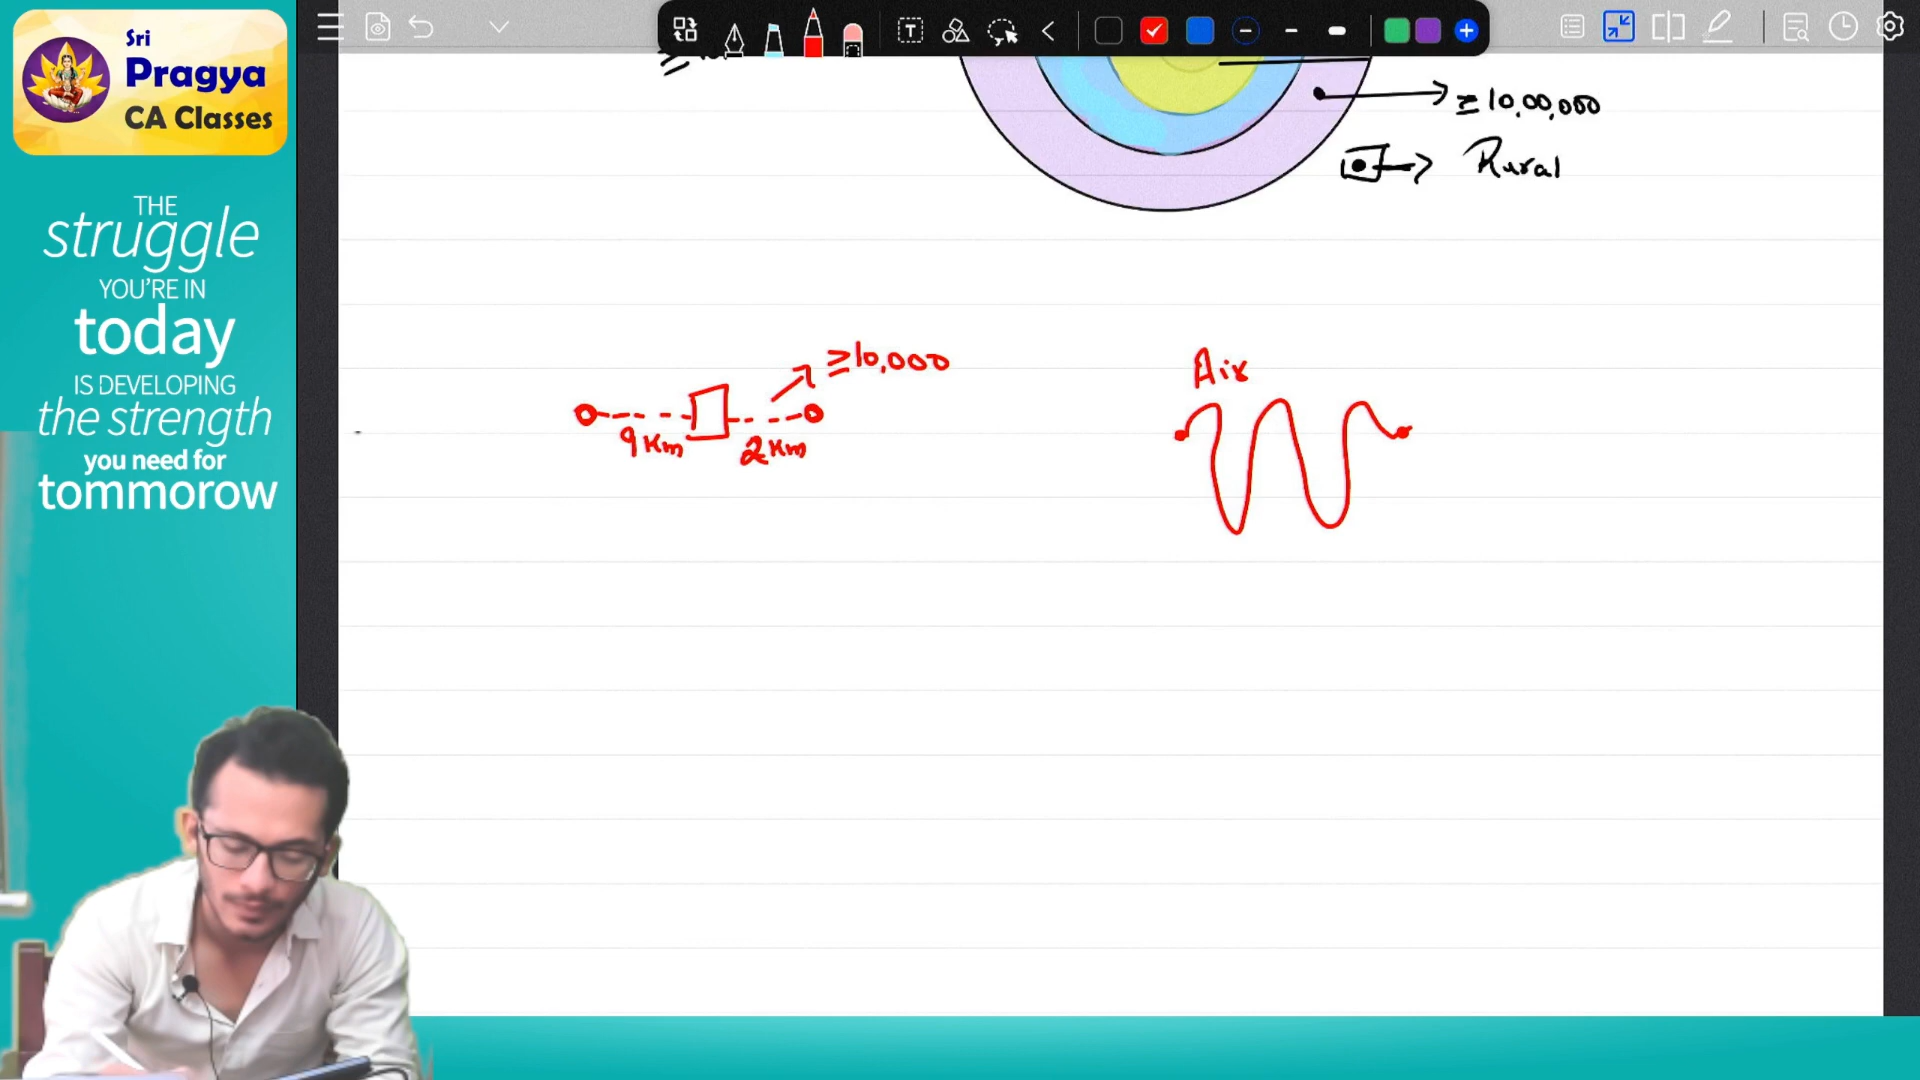 Sri
Pragya
CA Classes
THE
struggle
YOU'RE IN
today
IS DEVELOPING
the strength
you need for
tommorow
≥10,00,000
Rural
≥10,000
9 Km
2 Km
Air